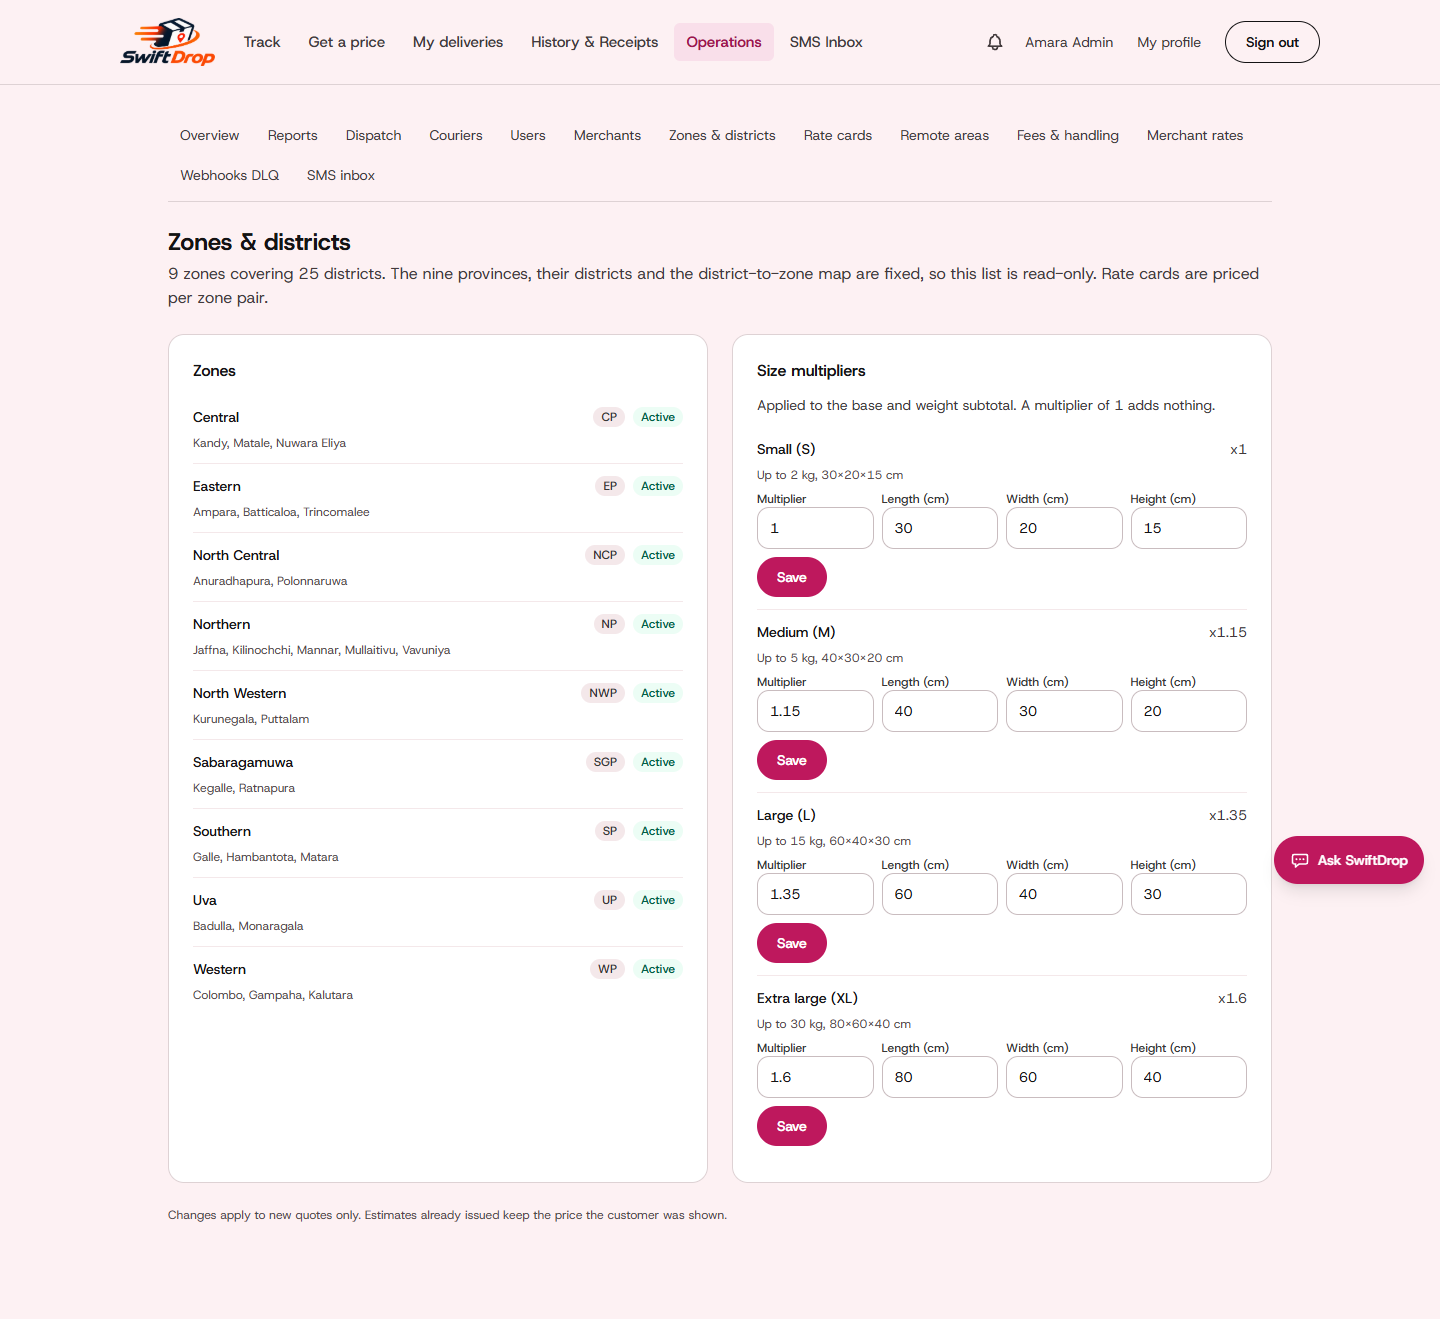 SwiftDrop
Track
Get a price
My deliveries
History & Receipts
Operations
SMS Inbox
Amara Admin
My profile
Sign out
Overview
Reports
Dispatch
Couriers
Users
Merchants
Zones & districts
Rate cards
Remote areas
Fees & handling
Merchant rates
Webhooks DLQ
SMS inbox
Zones & districts
9 zones covering 25 districts. The nine provinces, their districts and the district-to-zone map are fixed, so this list is read-only. Rate cards are priced
per zone pair.
Zones
Central CP Active
Kandy, Matale, Nuwara Eliya
Eastern EP Active
Ampara, Batticaloa, Trincomalee
North Central NCP Active
Anuradhapura, Polonnaruwa
Northern NP Active
Jaffna, Kilinochchi, Mannar, Mullaitivu, Vavuniya
North Western NWP Active
Kurunegala, Puttalam
Sabaragamuwa SGP Active
Kegalle, Ratnapura
Southern SP Active
Galle, Hambantota, Matara
Uva UP Active
Badulla, Monaragala
Western WP Active
Colombo, Gampaha, Kalutara
Size multipliers
Applied to the base and weight subtotal. A multiplier of 1 adds nothing.
Small (S) x1
Up to 2 kg, 30×20×15 cm
Multiplier Length (cm) Width (cm) Height (cm)
1 30 20 15
Save
Medium (M) x1.15
Up to 5 kg, 40×30×20 cm
Multiplier Length (cm) Width (cm) Height (cm)
1.15 40 30 20
Save
Large (L) x1.35
Up to 15 kg, 60×40×30 cm
Multiplier Length (cm) Width (cm) Height (cm)
1.35 60 40 30
Save
Extra large (XL) x1.6
Up to 30 kg, 80×60×40 cm
Multiplier Length (cm) Width (cm) Height (cm)
1.6 80 60 40
Save
Ask SwiftDrop
Changes apply to new quotes only. Estimates already issued keep the price the customer was shown.